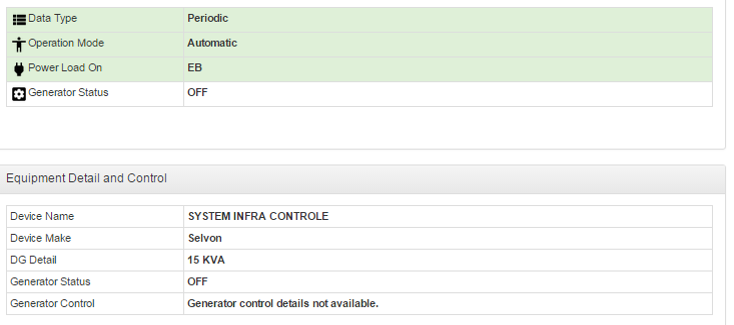 Data Type Periodic
Operation Mode Automatic
Power Load On EB
Generator Status OFF
Equipment Detail and Control
Device Name SYSTEM INFRA CONTROLE
Device Make Selvon
DG Detail 15 KVA
Generator Status OFF
Generator Control Generator control details not available.